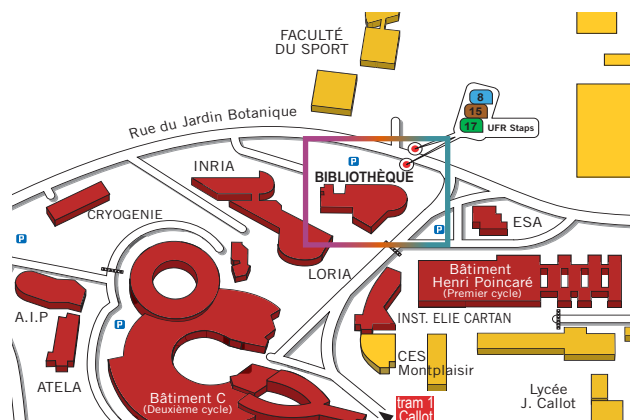 FACULTÉ
DU SPORT
8
15
17 UFR Staps
Rue du Jardin Botanique
P
INRIA
BIBLIOTHÈQUE
CRYOGENIE
ESA
P
P
LORIA
Bâtiment
Henri Poincaré
(Premier cycle)
A.I.P
INST. ELIE CARTAN
P
CES
Montplaisir
ATELA
Bâtiment C
(Deuxième cycle)
Lycée
J. Callot
tram 1
Callot